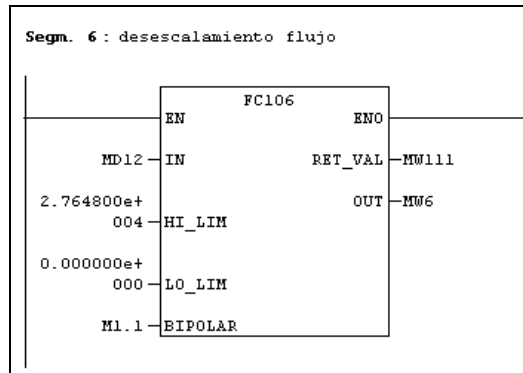 Segm. 6 : desescalamiento flujo
FC106
EN ENO
MD12 IN RET_VAL MW111
2.764800e+ OUT MW6
004 HI_LIM
0.000000e+
000 LO_LIM
M1.1 BIPOLAR